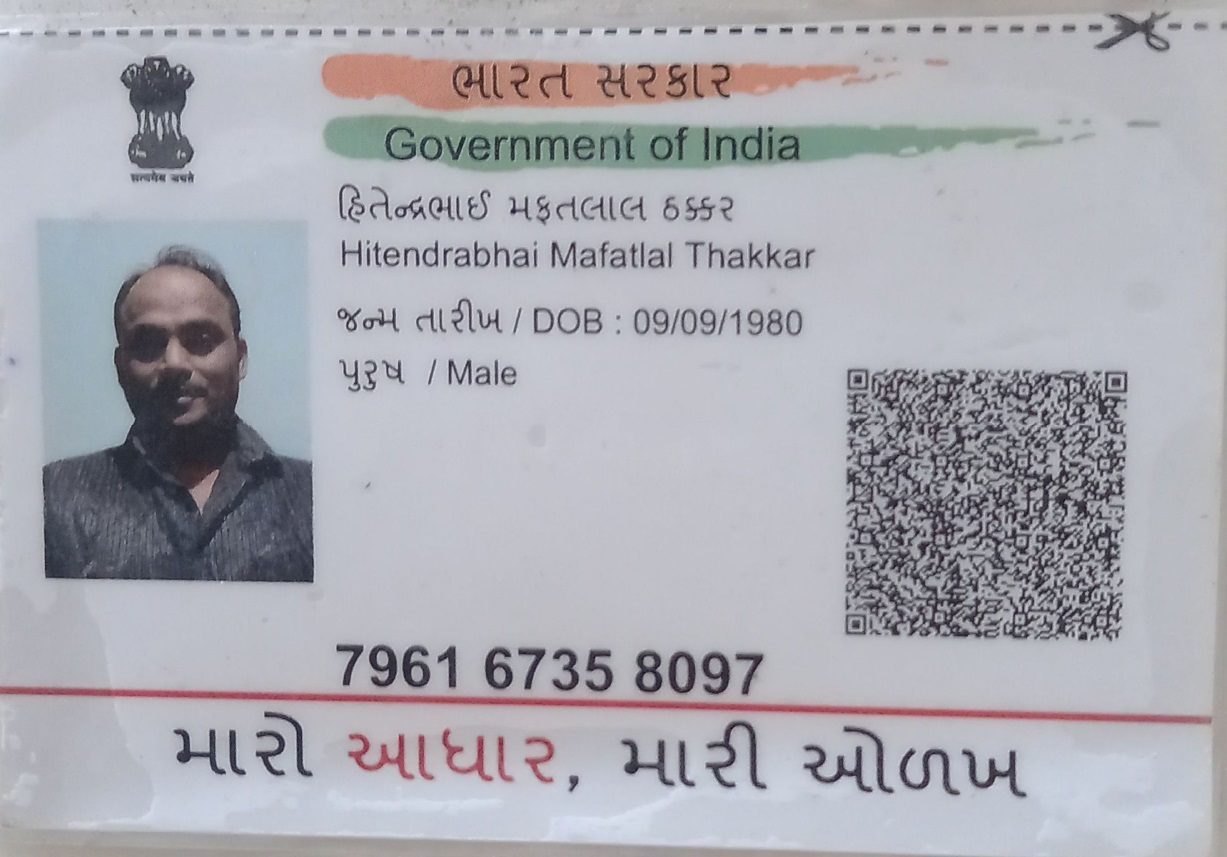 ભારત સરકાર
Government of India
सत्यमेव जयते
હિતેન્દ્રભાઈ મફતલાલ ઠક્કર
Hitendrabhai Mafatlal Thakkar
જન્મ તારીખ / DOB : 09/09/1980
પુરુષ / Male
7961 6735 8097
મારો આધાર, મારી ઓળખ